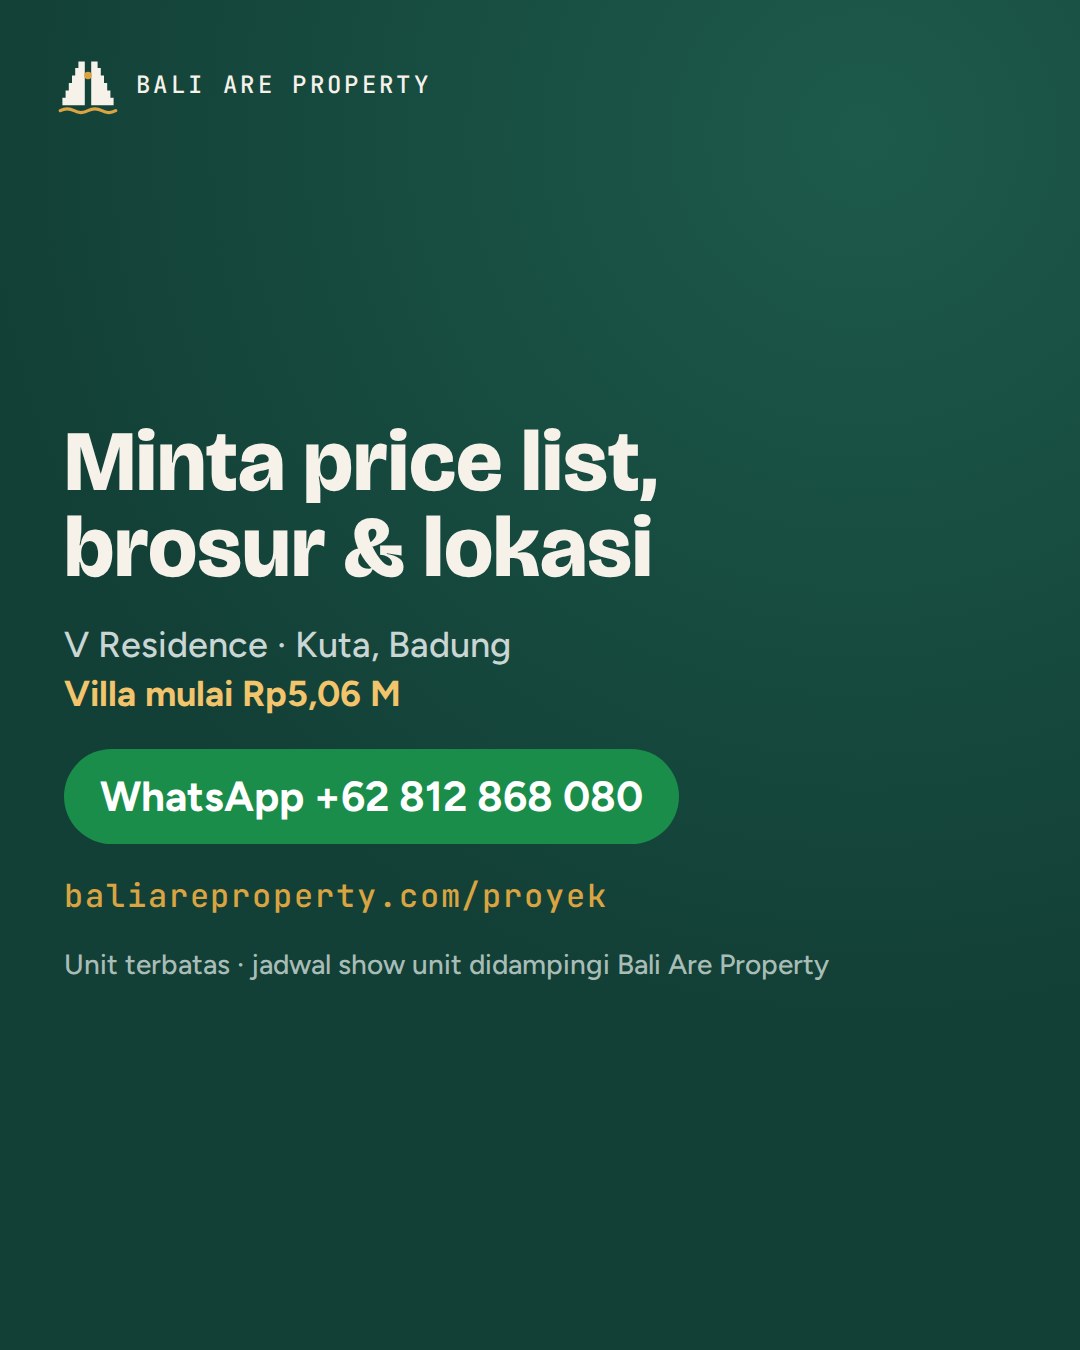 BALI ARE PROPERTY
Minta price list,
brosur & lokasi
V Residence · Kuta, Badung
Villa mulai Rp5,06 M
WhatsApp +62 812 868 080
baliareproperty.com/proyek
Unit terbatas · jadwal show unit didampingi Bali Are Property